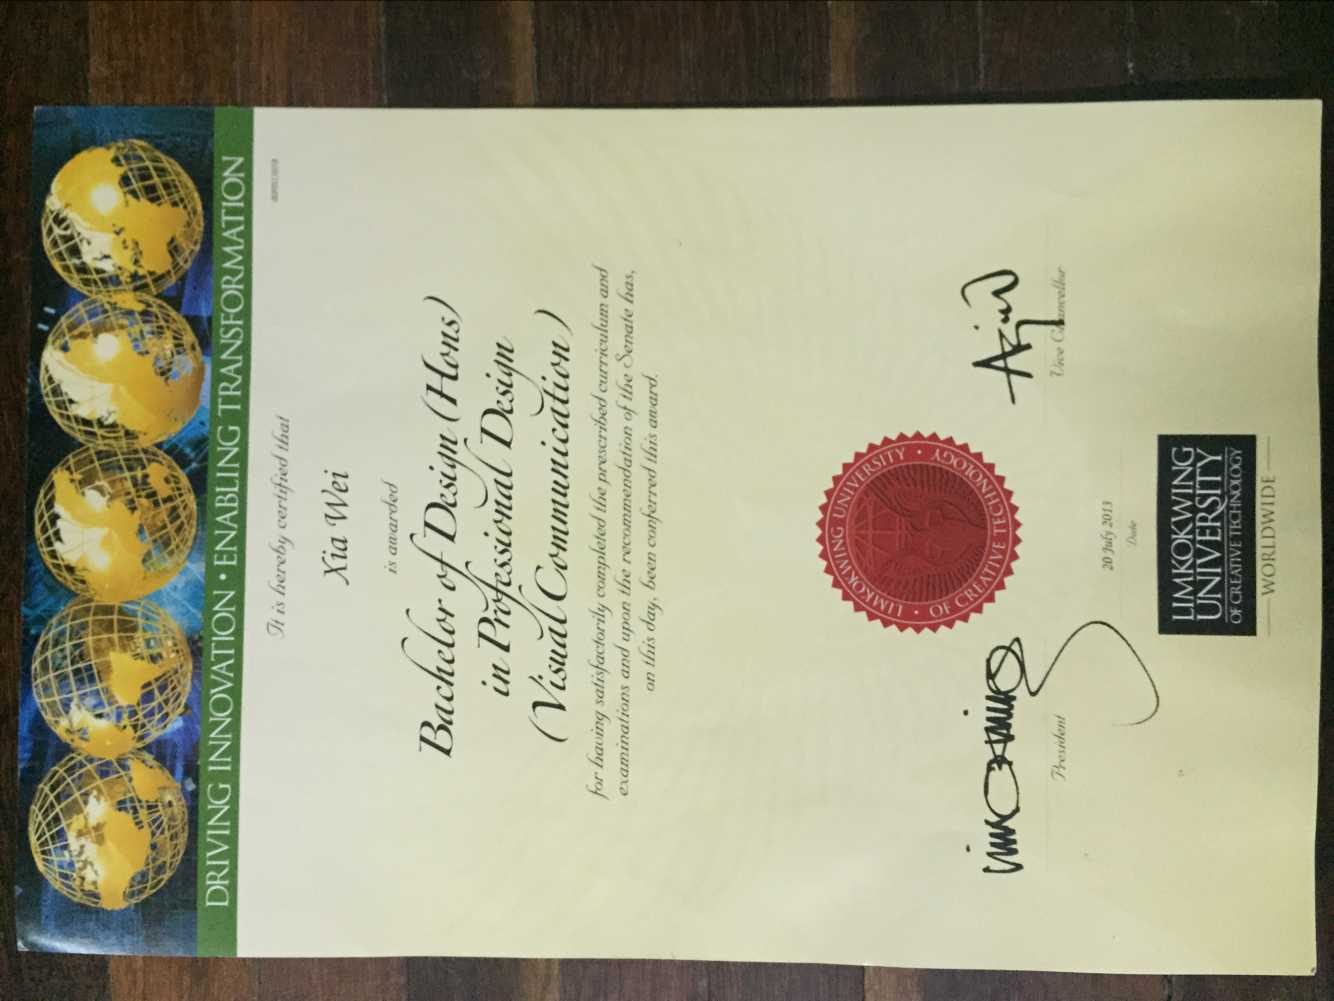 DRIVING INNOVATION • ENABLING TRANSFORMATION
It is hereby certified that
Xia Wei
is awarded
Bachelor of Design (Hons)
in Professional Design
(Visual Communication)
for having satisfactorily completed the prescribed curriculum and
examinations and upon the recommendation of the Senate has,
on this day, been conferred this award.
LIMKOKWING UNIVERSITY • OF CREATIVE TECHNOLOGY •
President
Vice Chancellor
20 July 2013
Date
LIMKOKWING
UNIVERSITY
OF CREATIVE TECHNOLOGY
WORLDWIDE